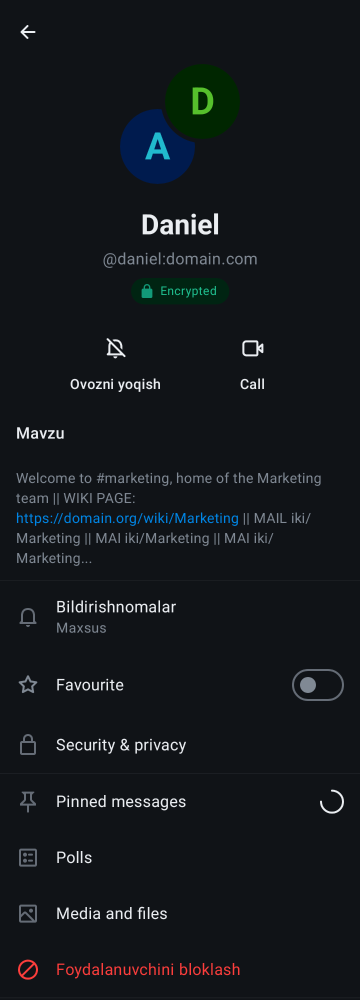 D
A
Daniel
@daniel:domain.com
Encrypted
Ovozni yoqish
Call
Mavzu
Welcome to #marketing, home of the Marketing
team || WIKI PAGE:
https://domain.org/wiki/Marketing || MAIL iki/
Marketing || MAI iki/Marketing || MAI iki/
Marketing...
Bildirishnomalar
Maxsus
Favourite
Security & privacy
Pinned messages
Polls
Media and files
Foydalanuvchini bloklash